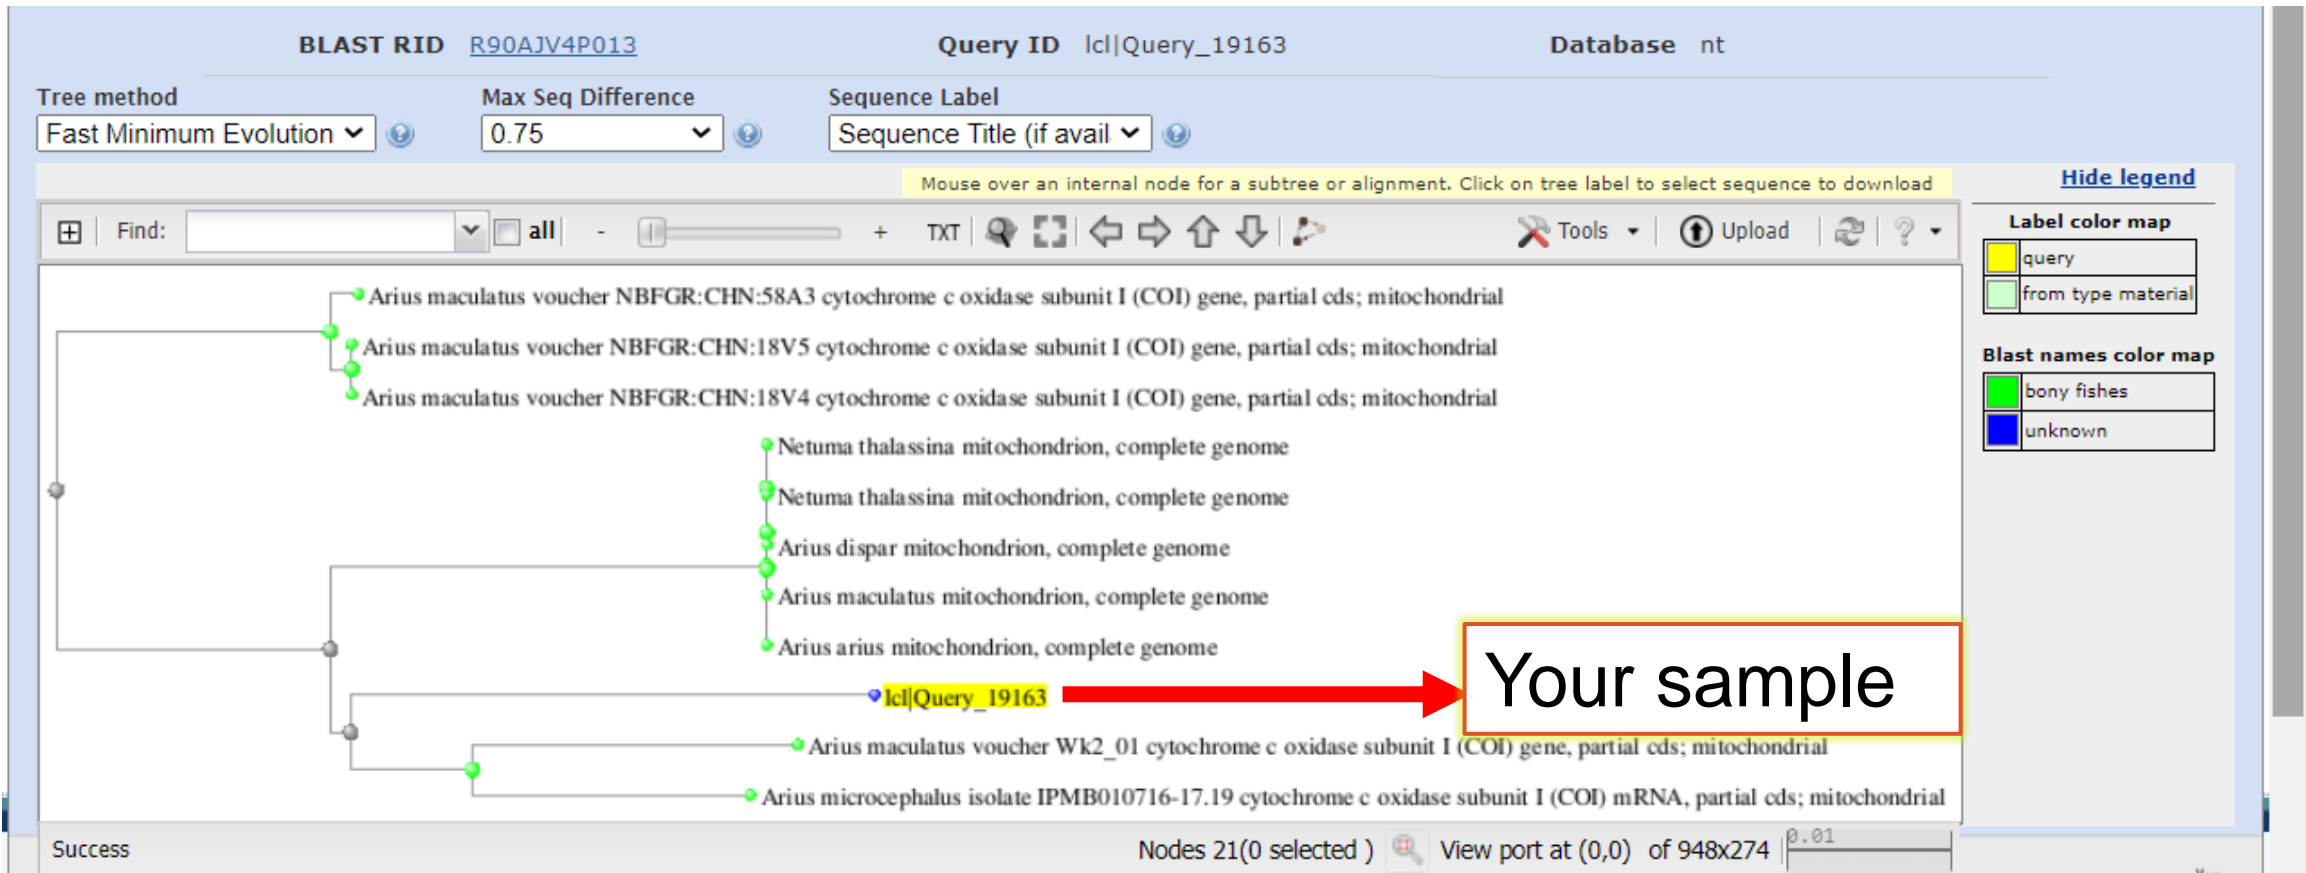 BLAST RID R90AJV4P013 Query ID lcl|Query_19163 Database nt
Tree method Max Seq Difference Sequence Label
Fast Minimum Evolution 0.75 Sequence Title (if avail
Mouse over an internal node for a subtree or alignment. Click on tree label to select sequence to download
Hide legend
Find: all - + TXT Tools Upload ?
Label color map
query
from type material
Blast names color map
bony fishes
unknown
Arius maculatus voucher NBFGR:CHN:58A3 cytochrome c oxidase subunit I (COI) gene, partial cds; mitochondrial
Arius maculatus voucher NBFGR:CHN:18V5 cytochrome c oxidase subunit I (COI) gene, partial cds; mitochondrial
Arius maculatus voucher NBFGR:CHN:18V4 cytochrome c oxidase subunit I (COI) gene, partial cds; mitochondrial
Netuma thalassina mitochondrion, complete genome
Netuma thalassina mitochondrion, complete genome
Arius dispar mitochondrion, complete genome
Arius maculatus mitochondrion, complete genome
Arius arius mitochondrion, complete genome
lcl|Query_19163
Your sample
Arius maculatus voucher Wk2_01 cytochrome c oxidase subunit I (COI) gene, partial cds; mitochondrial
Arius microcephalus isolate IPMB010716-17.19 cytochrome c oxidase subunit I (COI) mRNA, partial cds; mitochondrial
Success Nodes 21(0 selected ) View port at (0,0) of 948x274 0.01